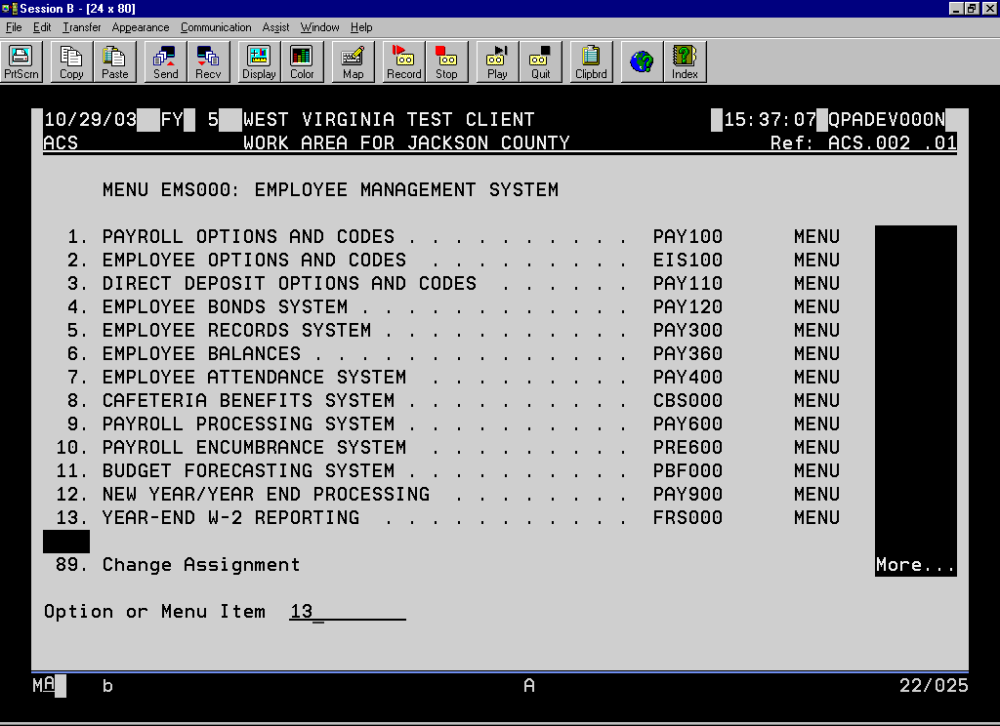 Session B - [24 x 80]
File Edit Transfer Appearance Communication Assist Window Help
PrtScrn Copy Paste Send Recv Display Color Map Record Stop Play Quit Clipbrd Index
10/29/03 FY 5 WEST VIRGINIA TEST CLIENT 15:37:07 QPADEV000N
ACS WORK AREA FOR JACKSON COUNTY Ref: ACS.002 .01
MENU EMS000: EMPLOYEE MANAGEMENT SYSTEM
1. PAYROLL OPTIONS AND CODES . . . . . . . . . . PAY100 MENU
2. EMPLOYEE OPTIONS AND CODES . . . . . . . . . EIS100 MENU
3. DIRECT DEPOSIT OPTIONS AND CODES . . . . . . PAY110 MENU
4. EMPLOYEE BONDS SYSTEM . . . . . . . . . . . . PAY120 MENU
5. EMPLOYEE RECORDS SYSTEM . . . . . . . . . . . PAY300 MENU
6. EMPLOYEE BALANCES . . . . . . . . . . . . . . PAY360 MENU
7. EMPLOYEE ATTENDANCE SYSTEM . . . . . . . . . PAY400 MENU
8. CAFETERIA BENEFITS SYSTEM . . . . . . . . . . CBS000 MENU
9. PAYROLL PROCESSING SYSTEM . . . . . . . . . . PAY600 MENU
10. PAYROLL ENCUMBRANCE SYSTEM . . . . . . . . . PRE600 MENU
11. BUDGET FORECASTING SYSTEM . . . . . . . . . . PBF000 MENU
12. NEW YEAR/YEAR END PROCESSING . . . . . . . . PAY900 MENU
13. YEAR-END W-2 REPORTING . . . . . . . . . . . FRS000 MENU
89. Change Assignment More...
Option or Menu Item 13
MA b A 22/025